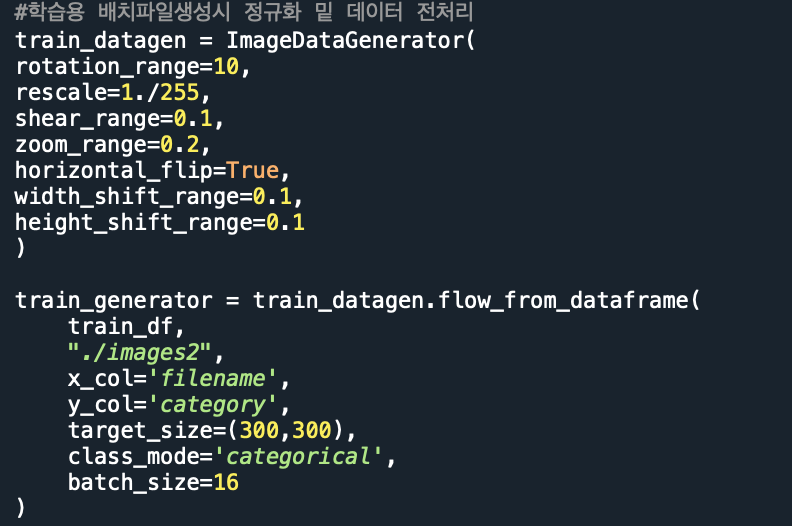 #학습용 배치파일생성시 정규화 밑 데이터 전처리
train_datagen = ImageDataGenerator(
rotation_range=10,
rescale=1./255,
shear_range=0.1,
zoom_range=0.2,
horizontal_flip=True,
width_shift_range=0.1,
height_shift_range=0.1
)

train_generator = train_datagen.flow_from_dataframe(
    train_df,
    "./images2",
    x_col='filename',
    y_col='category',
    target_size=(300,300),
    class_mode='categorical',
    batch_size=16
)